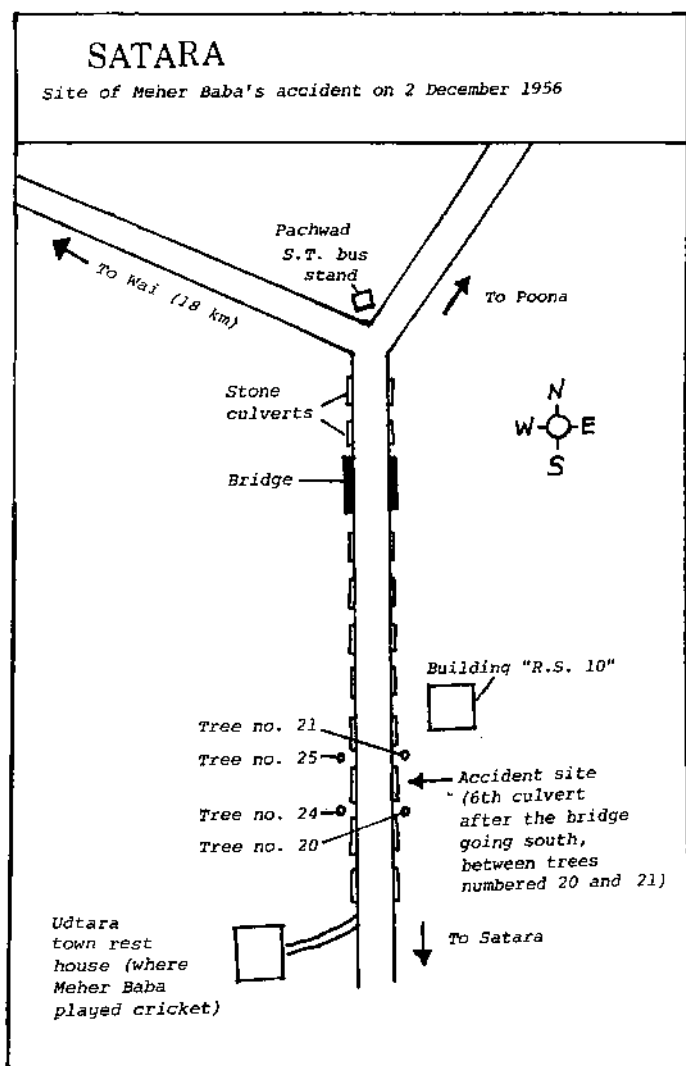 SATARA
Site of Meher Baba's accident on 2 December 1956
Pachwad
S.T. bus
stand
To Wai (18 km)
To Poona
Stone
culverts
N
W E
S
Bridge
Building "R.S. 10"
Tree no. 21
Tree no. 25
Accident site
(6th culvert
after the bridge
going south,
between trees
numbered 20 and 21)
Tree no. 24
Tree no. 20
Udtara
town rest
house (where
Meher Baba
played cricket)
To Satara